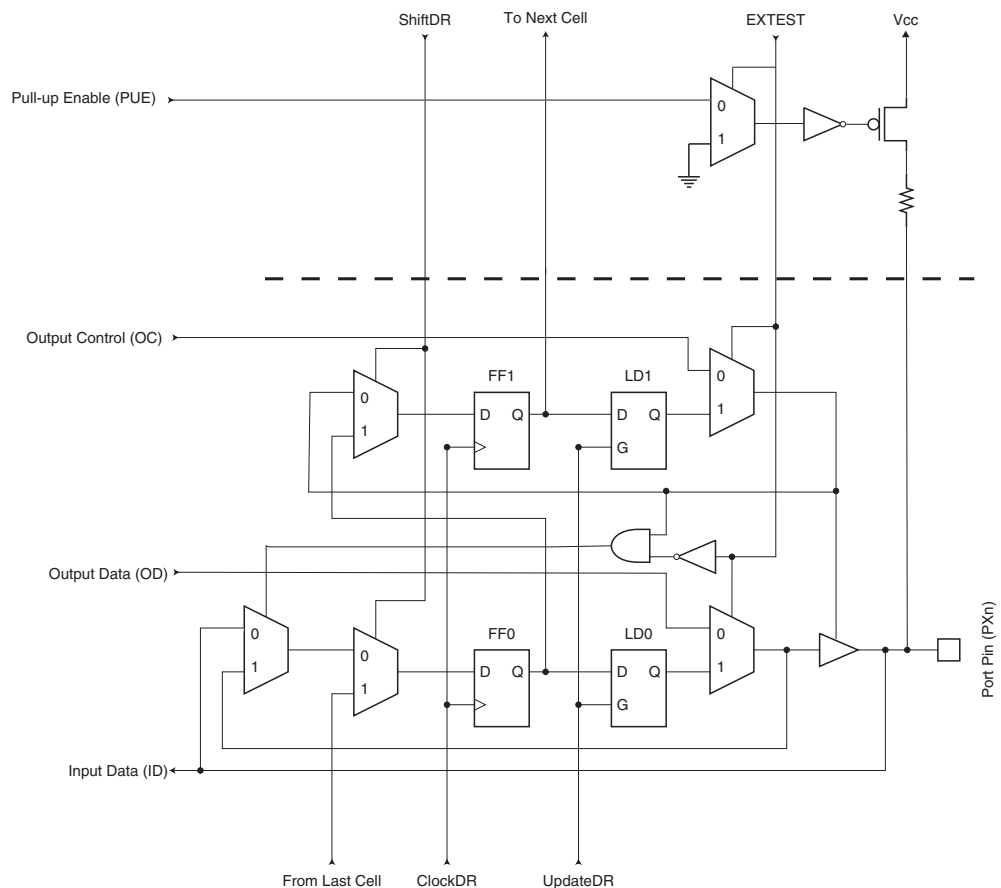 ShiftDR
To Next Cell
EXTEST
Vcc
Pull-up Enable (PUE)
0
1
Output Control (OC)
FF1
LD1
0
1
D Q
D Q
G
0
1
Output Data (OD)
FF0
LD0
0
1
0
1
D Q
D Q
G
0
1
Port Pin (PXn)
Input Data (ID)
From Last Cell
ClockDR
UpdateDR